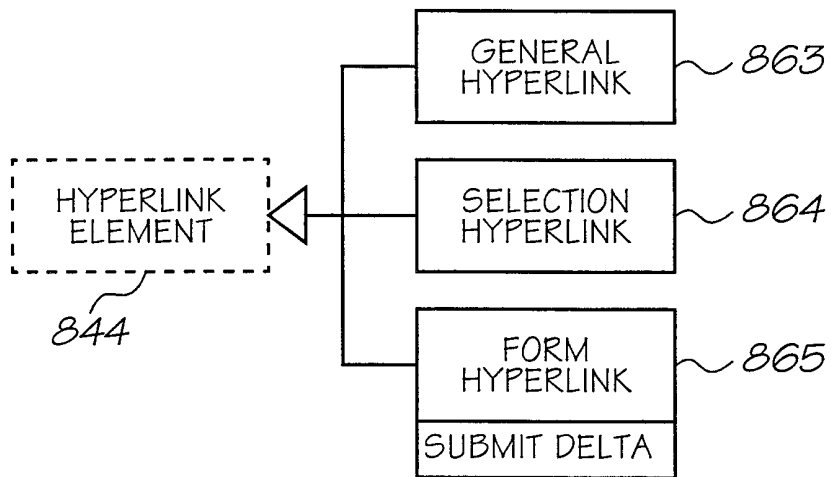 GENERAL
HYPERLINK
863
HYPERLINK
ELEMENT
844
SELECTION
HYPERLINK
864
FORM
HYPERLINK
865
SUBMIT DELTA